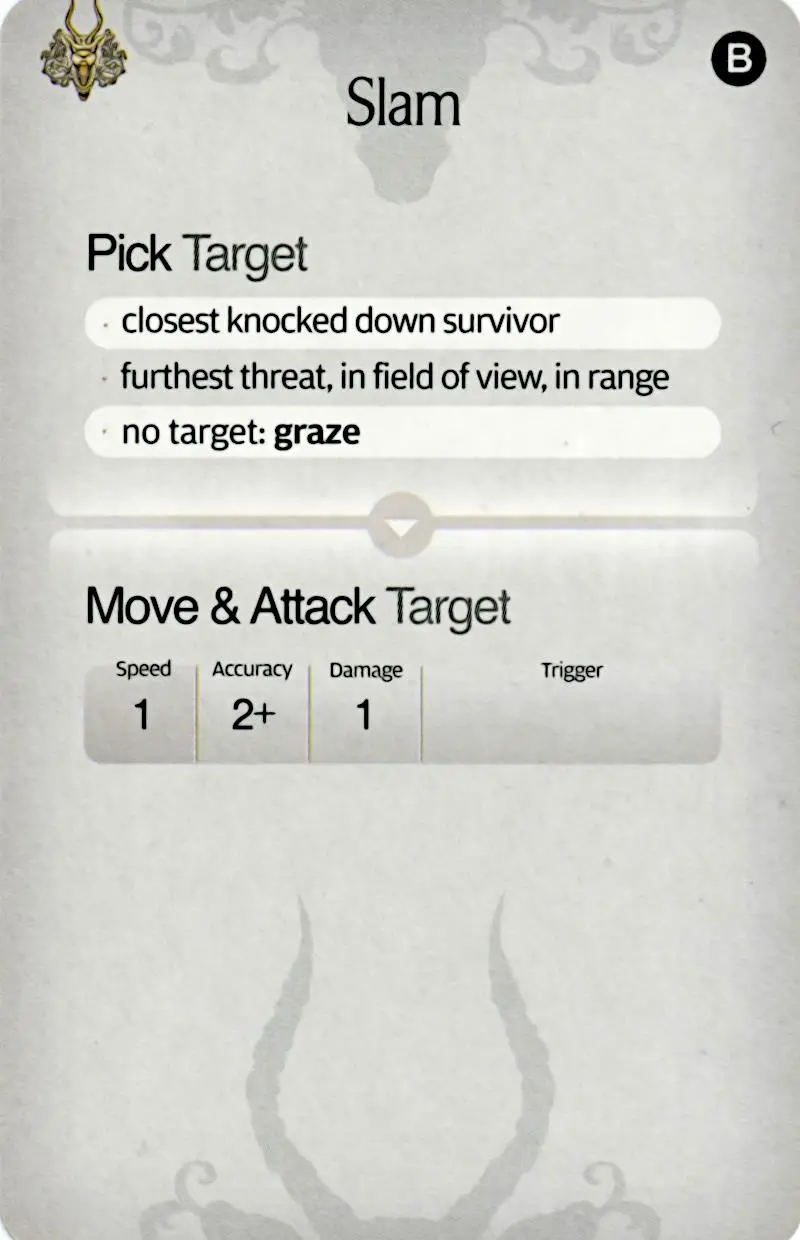 B
Slam
Pick Target
· closest knocked down survivor
· furthest threat, in field of view, in range
· no target: graze
Move & Attack Target
Speed Accuracy Damage Trigger
1 2+ 1